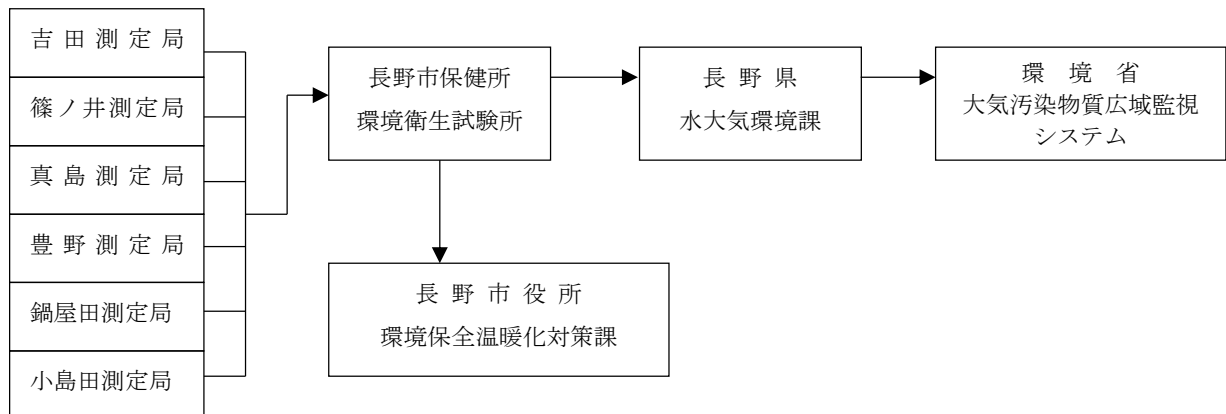 吉田測定局
篠ノ井測定局
真島測定局
豊野測定局
鍋屋田測定局
小島田測定局
長野市保健所
環境衛生試験所
長野県
水大気環境課
環境省
大気汚染物質広域監視
システム
長野市役所
環境保全温暖化対策課